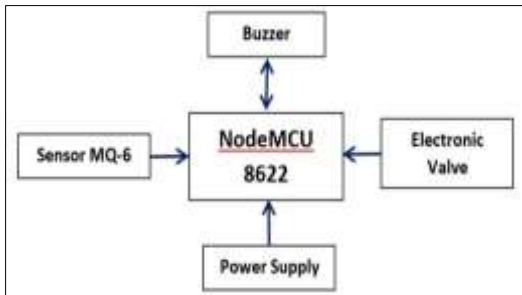 Buzzer
NodeMCU
8622
Sensor MQ-6
Electronic
Valve
Power Supply